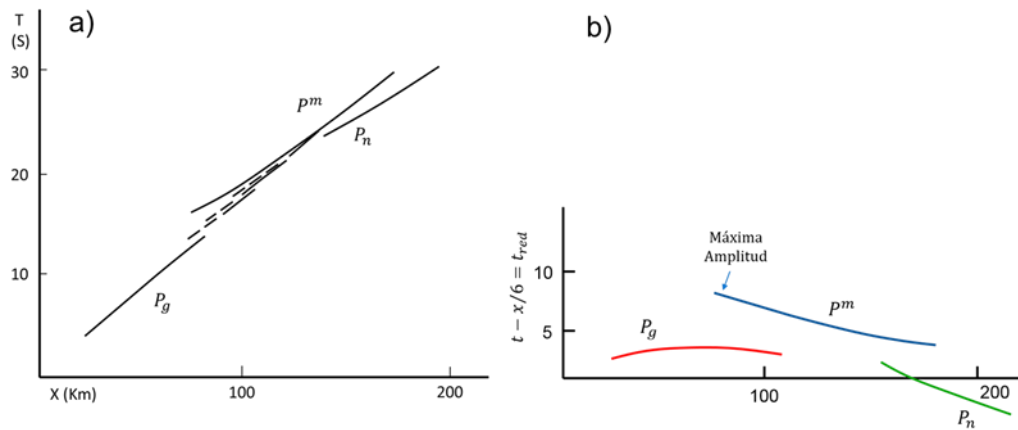 T
(S)
a)
30
20
10
P^m
P_n
P_g
X (Km)
100
200
b)
t − x/6 = t_red
10
5
Máxima
Amplitud
P_g
P^m
100
200
P_n